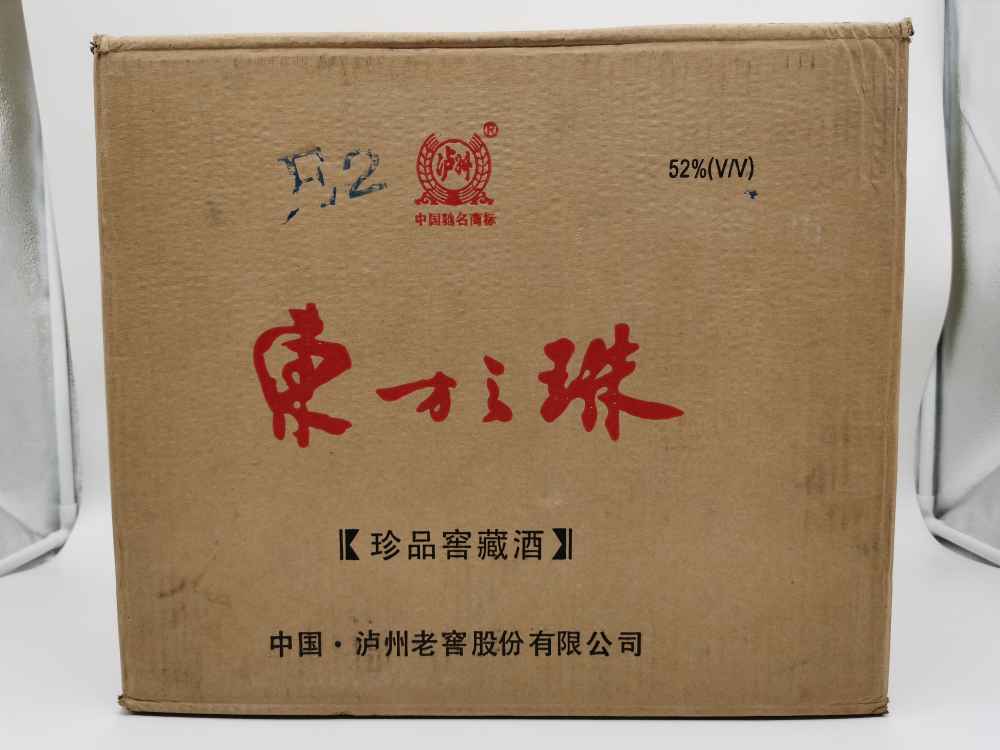 泸州
®
中国驰名商标
52%(V/V)
東方之珠
【珍品窖藏酒】
中国·泸州老窖股份有限公司